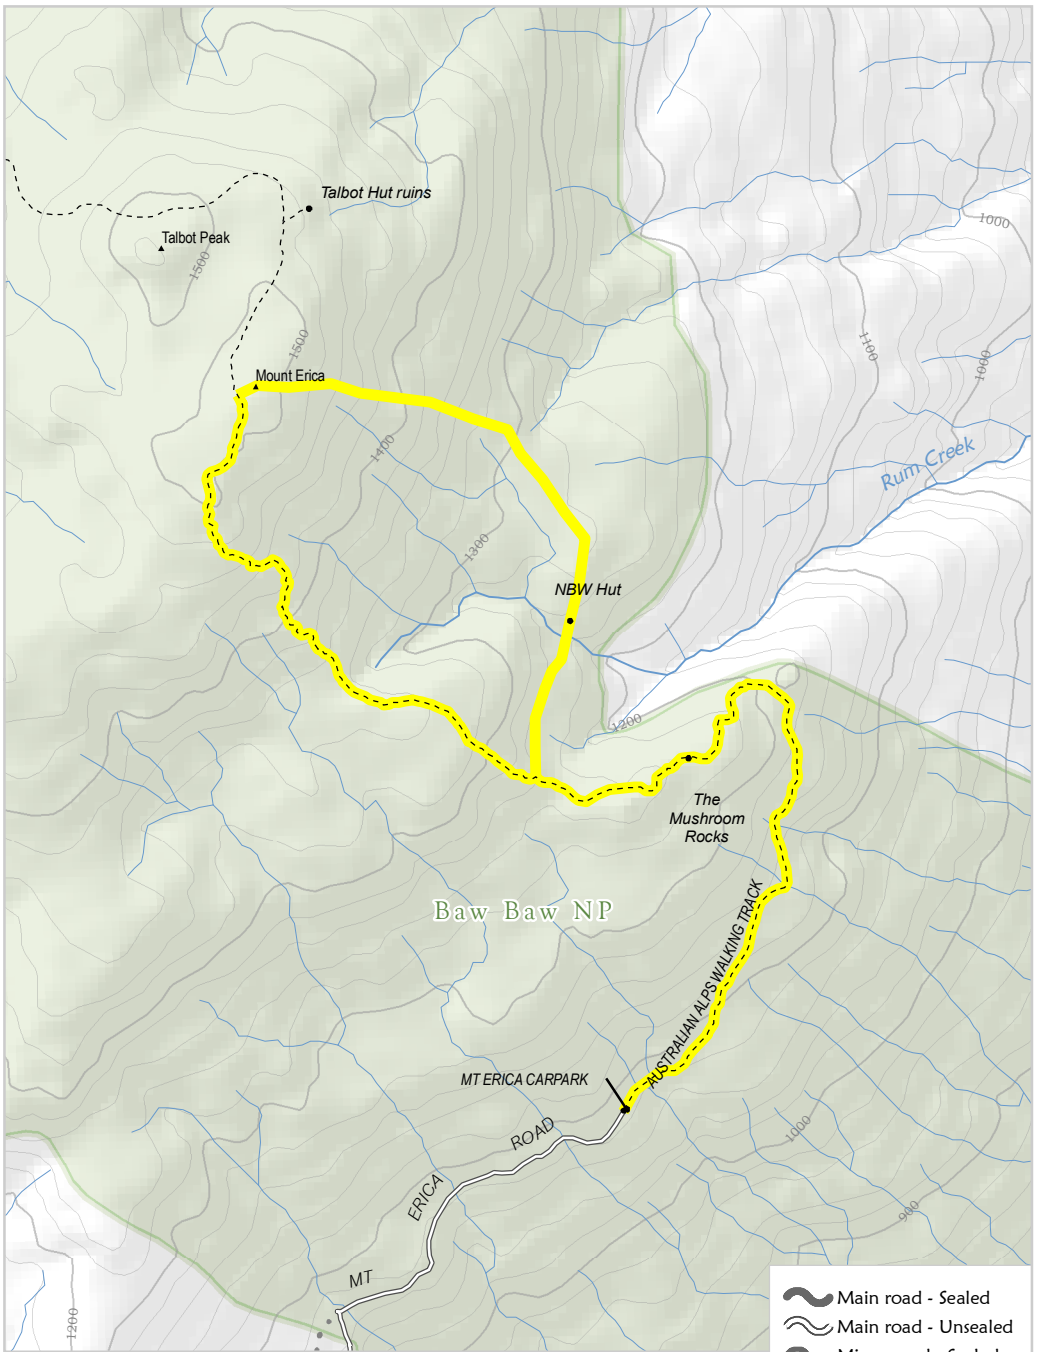 Talbot Hut ruins
1000
Talbot Peak
1500
1500
1100
1000
Mount Erica
1400
Rum Creek
1300
NBW Hut
1200
The
Mushroom
Rocks
AUSTRALIAN ALPS WALKING TRACK
Baw Baw NP
MT ERICA CARPARK
1000
MT ERICA ROAD
900
1200
Main road - Sealed
Main road - Unsealed